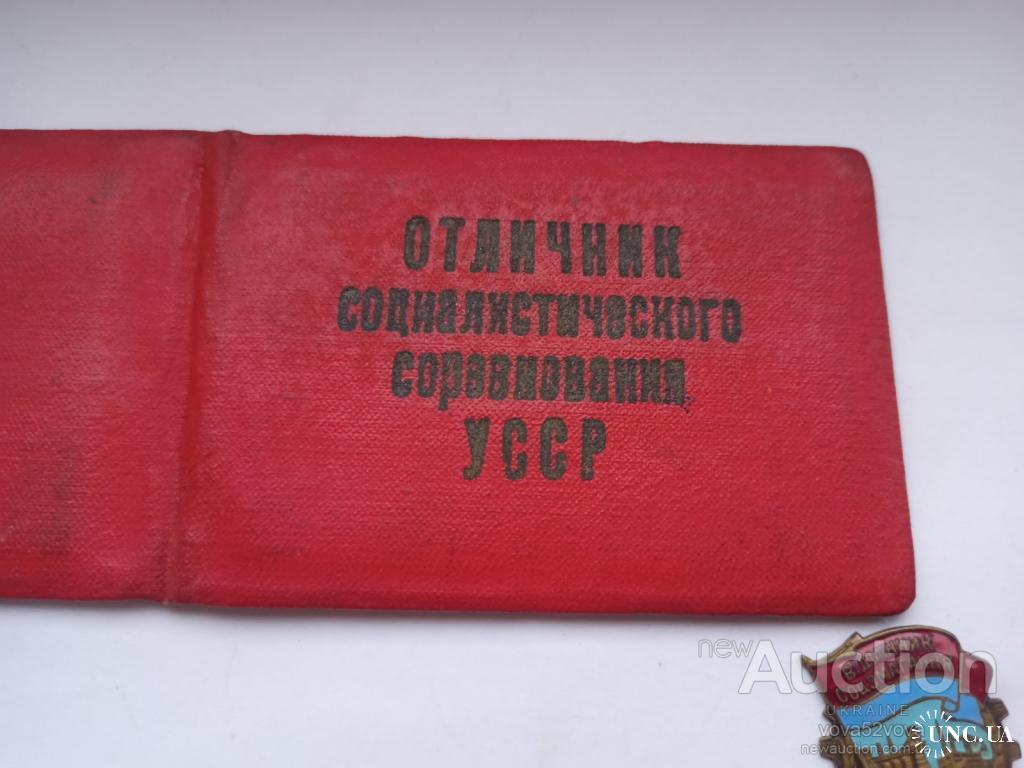 ОТЛИЧНИК
социалистического
соревнования
УССР
new Auction
UKRAINE
vova52vova
newauction.com
UNC.UA